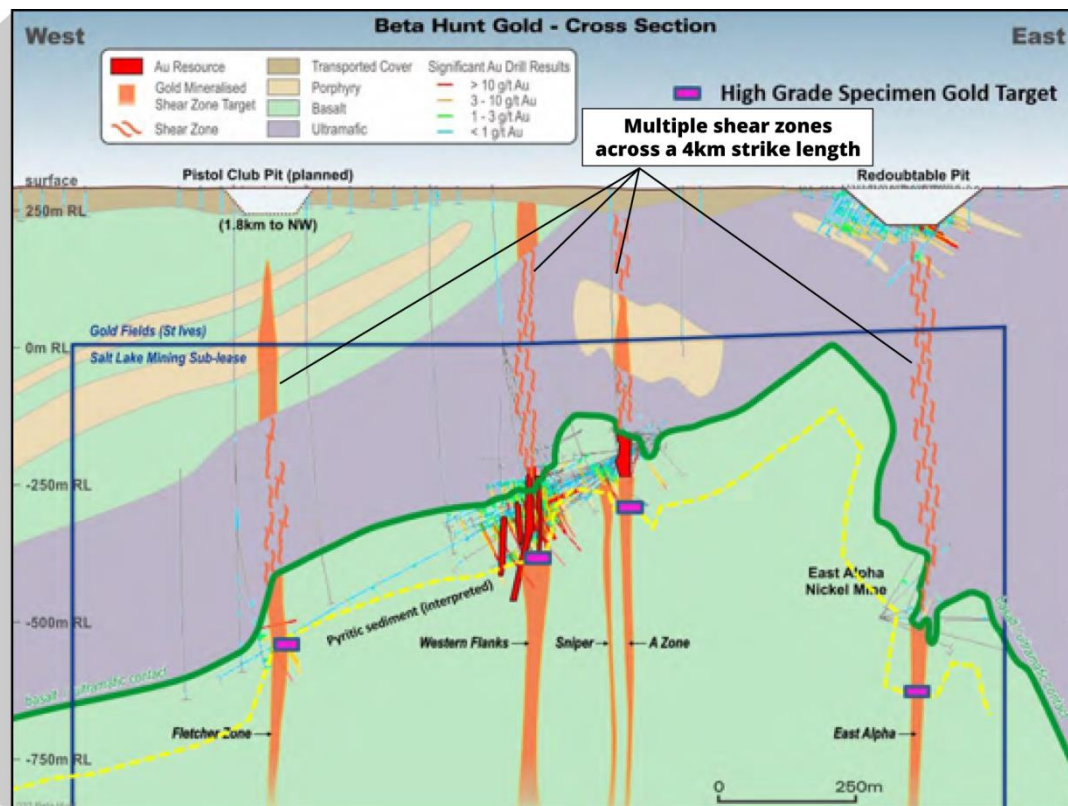 Beta Hunt Gold - Cross Section
West
East
Au Resource
Gold Mineralised
Shear Zone Target
Shear Zone
Transported Cover
Porphyry
Basalt
Ultramafic
Significant Au Drill Results
> 10 g/t Au
3 - 10 g/t Au
1 - 3 g/t Au
< 1 g/t Au
High Grade Specimen Gold Target
Multiple shear zones
across a 4km strike length
surface
Pistol Club Pit (planned)
(1.8km to NW)
Redoubtable Pit
250m RL
Gold Fields (St Ives)
0m RL
Salt Lake Mining Sub-lease
-250m RL
East Alpha
Nickel Mine
-500m RL
Pyritic sediment (interpreted)
Western Flanks
Sniper
A Zone
basalt - ultramafic contact
basalt - ultramafic contact
Fletcher Zone
East Alpha
-750m RL
0
250m